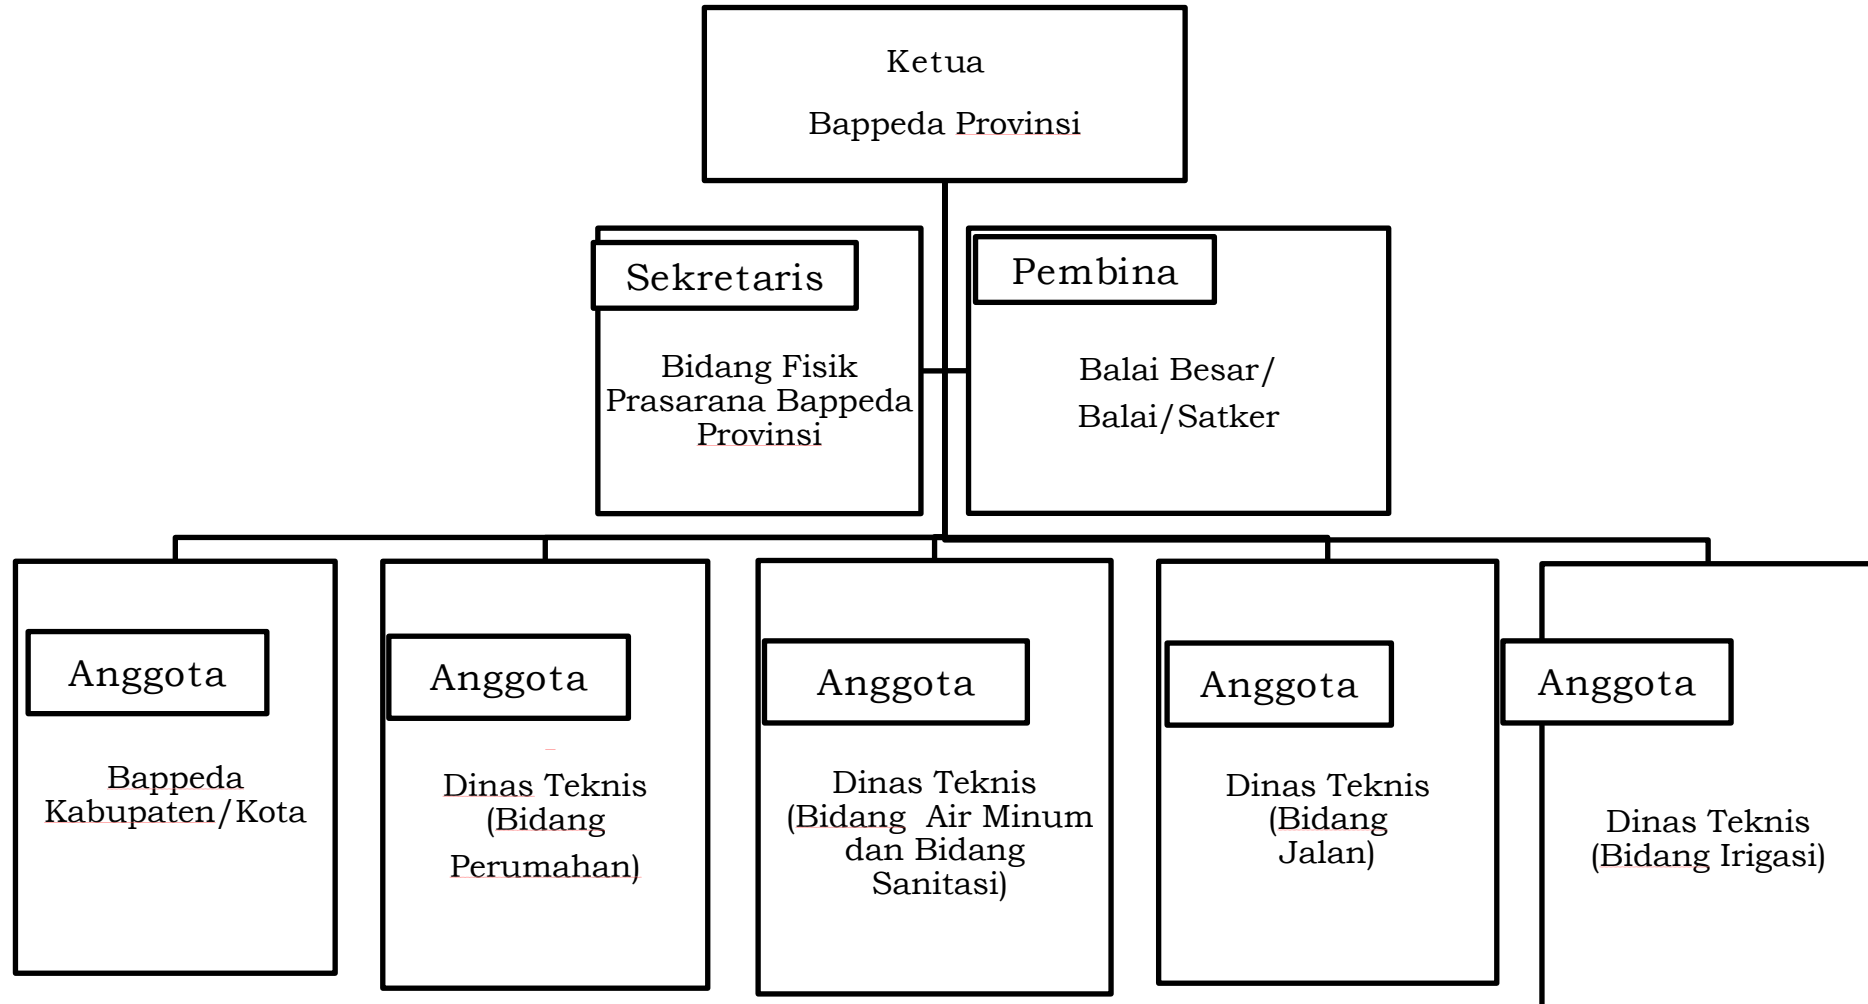 Ketua
Bappeda Provinsi
Sekretaris
Bidang Fisik
Prasarana Bappeda
Provinsi
Pembina
Balai Besar/
Balai/Satker
Anggota
Bappeda
Kabupaten/Kota
Anggota
Dinas Teknis
(Bidang
Perumahan)
Anggota
Dinas Teknis
(Bidang  Air Minum
dan Bidang
Sanitasi)
Anggota
Dinas Teknis
(Bidang
Jalan)
Anggota
Dinas Teknis
(Bidang Irigasi)